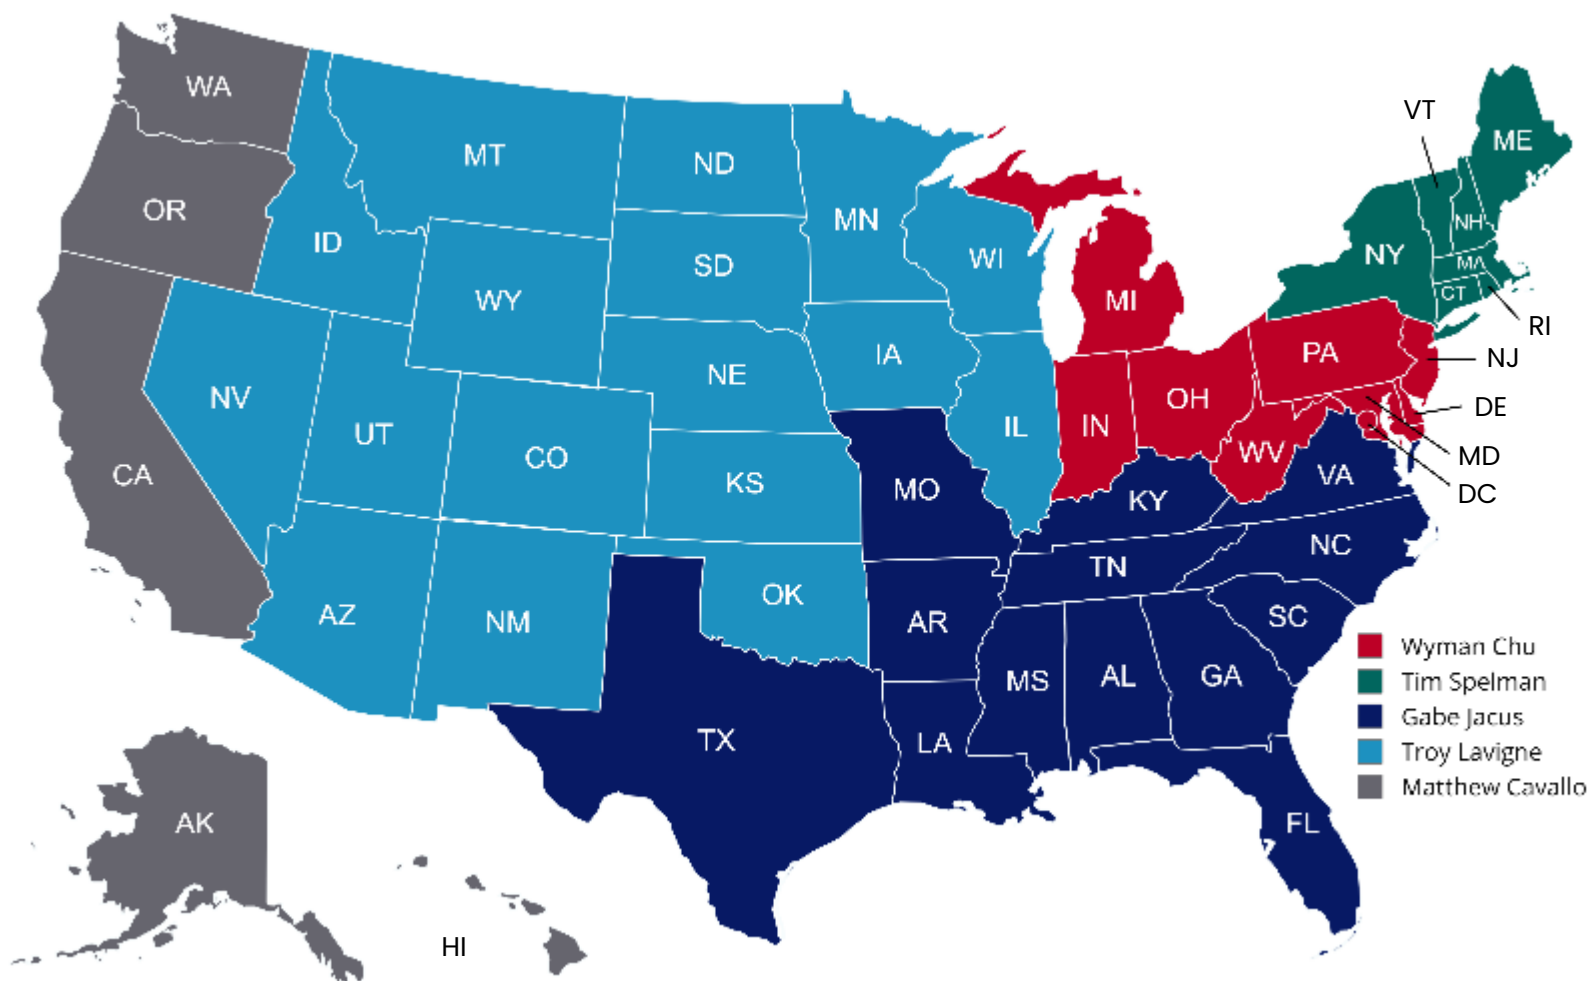 WA
OR
CA
NV
ID
MT
WY
UT
AZ
CO
NM
ND
SD
NE
KS
OK
MN
IA
WI
IL
MO
AR
TX
LA
MS
AL
GA
FL
SC
NC
TN
KY
VA
WV
IN
OH
MI
PA
NY
VT
ME
NH
MA
CT
RI
NJ
DE
MD
DC
AK
HI
Wyman Chu
Tim Spelman
Gabe Jacus
Troy Lavigne
Matthew Cavallo